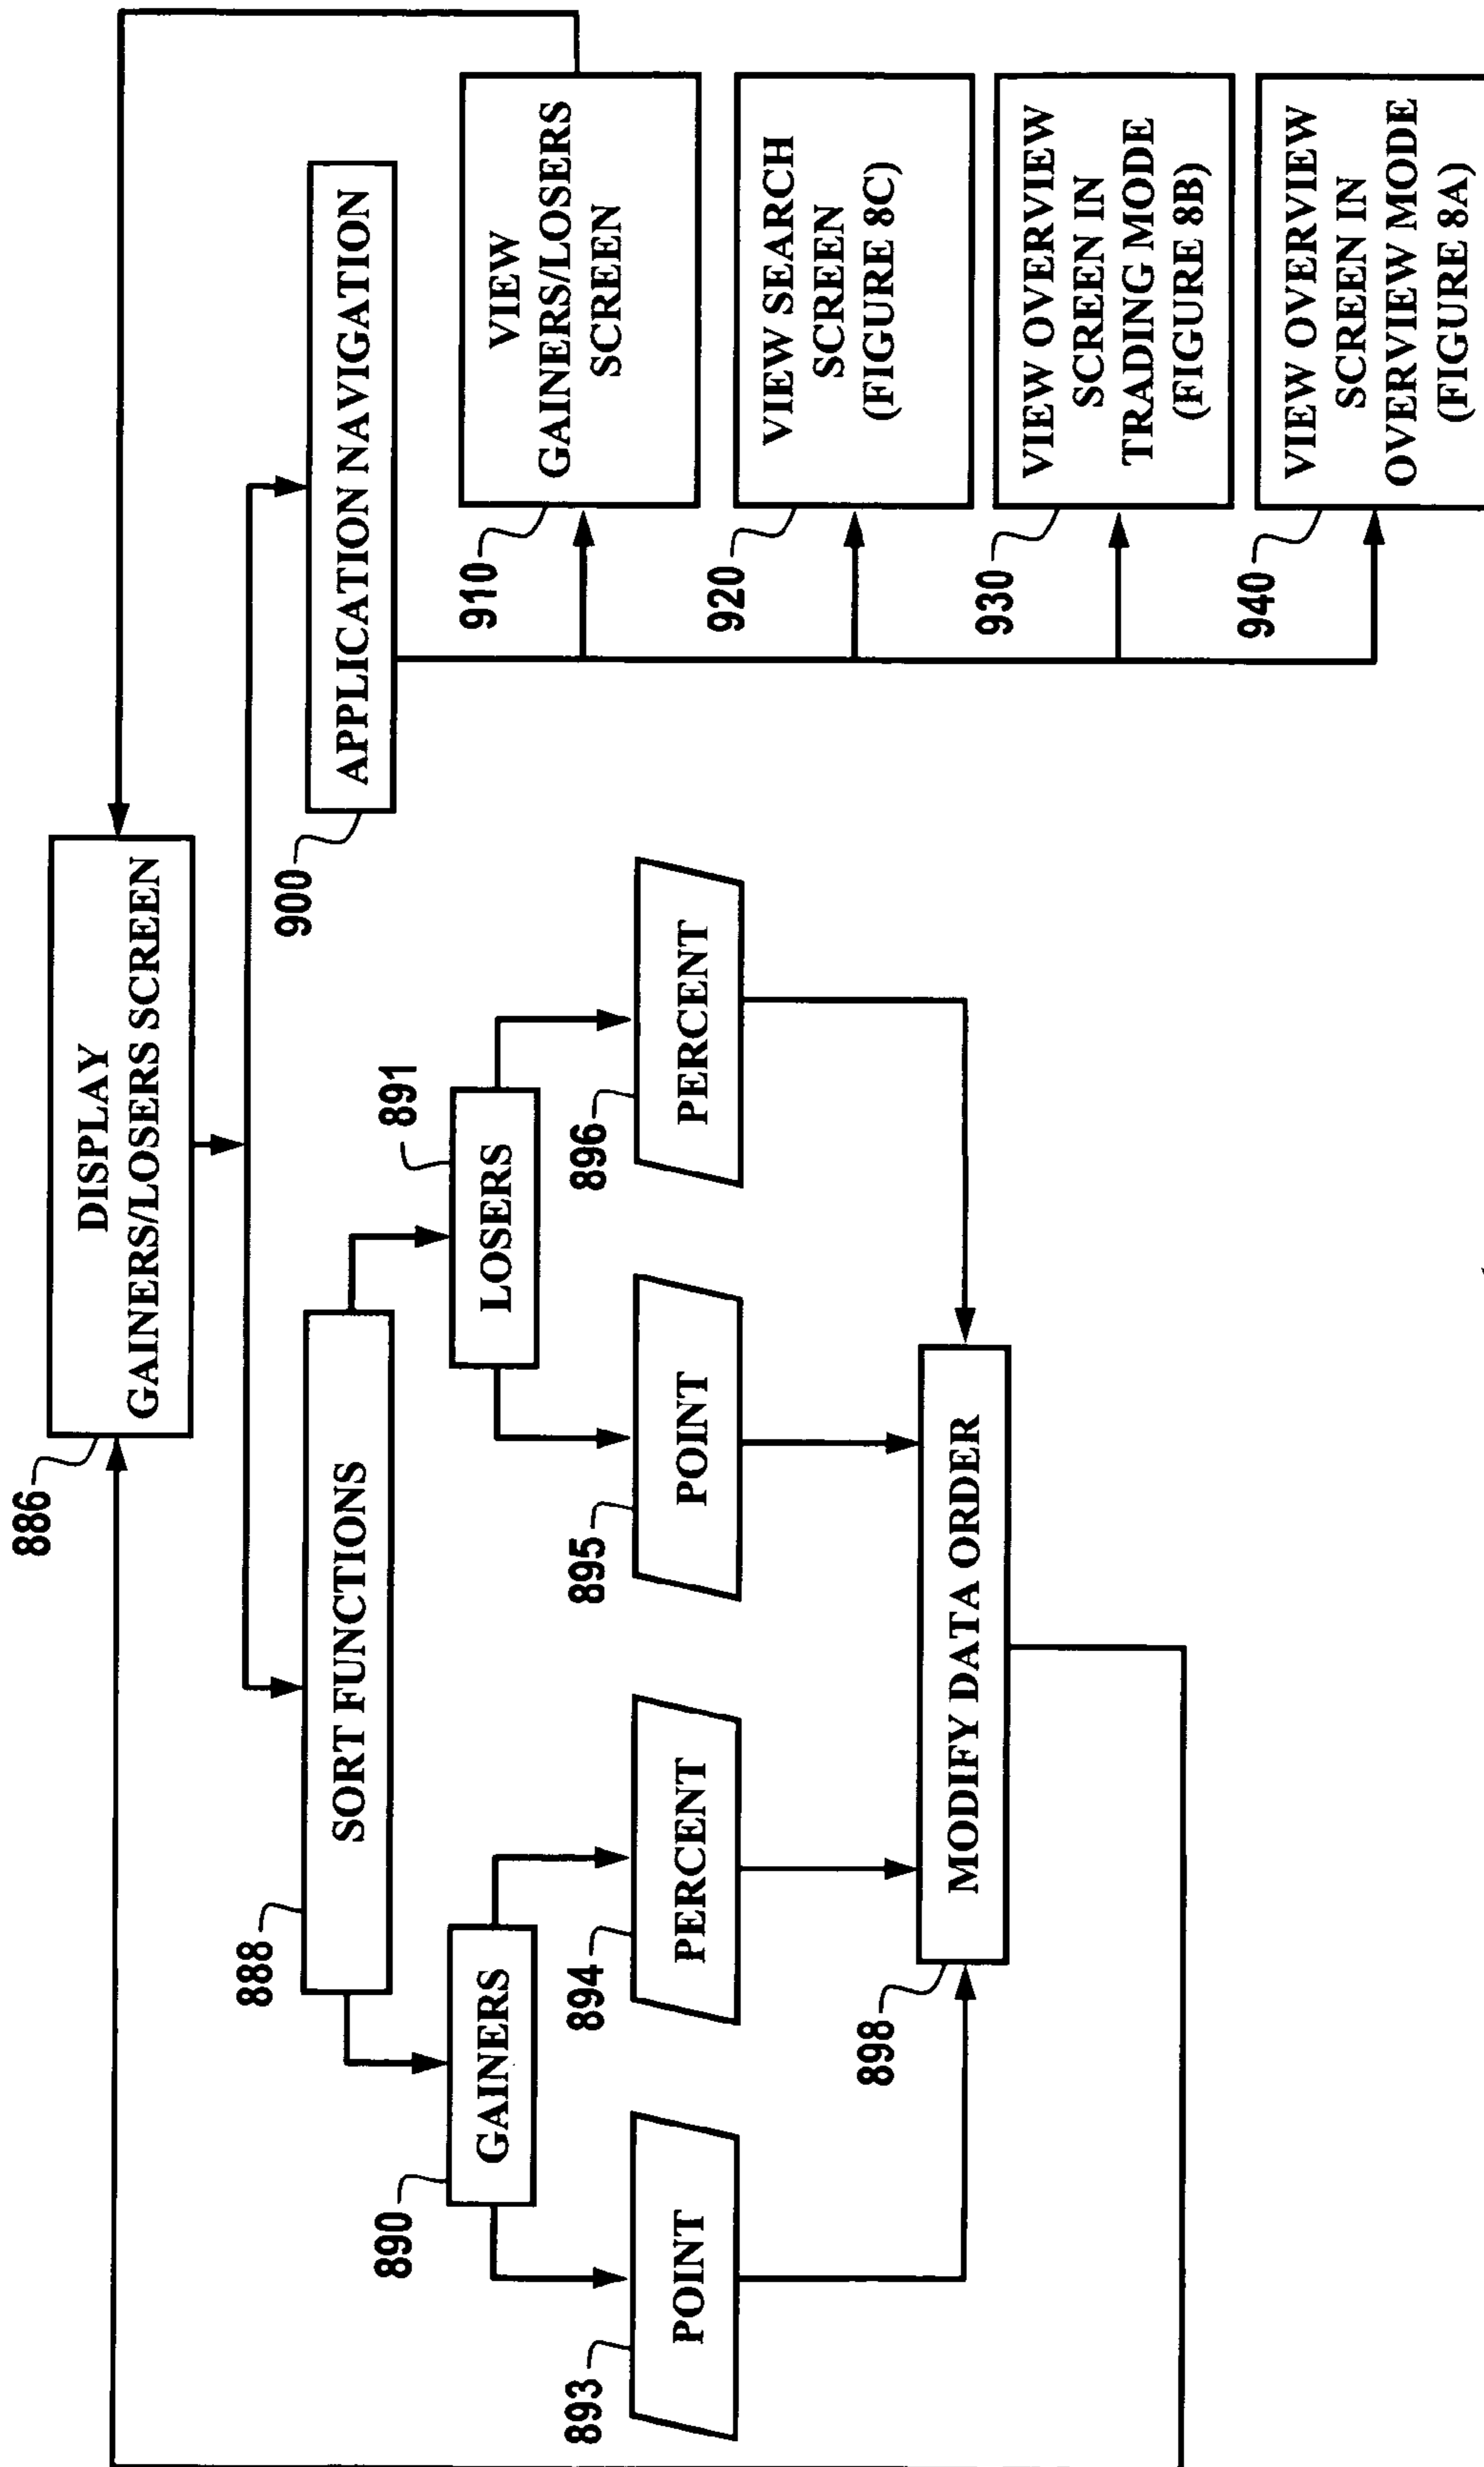 886
DISPLAY
GAINERS/LOSERS SCREEN
888
SORT FUNCTIONS
900
APPLICATION NAVIGATION
890
GAINERS
891
LOSERS
893
POINT
894
PERCENT
895
POINT
896
PERCENT
898
MODIFY DATA ORDER
910
VIEW
GAINERS/LOSERS
SCREEN
920
VIEW SEARCH
SCREEN
(FIGURE 8C)
930
VIEW OVERVIEW
SCREEN IN
TRADING MODE
(FIGURE 8B)
940
VIEW OVERVIEW
SCREEN IN
OVERVIEW MODE
(FIGURE 8A)